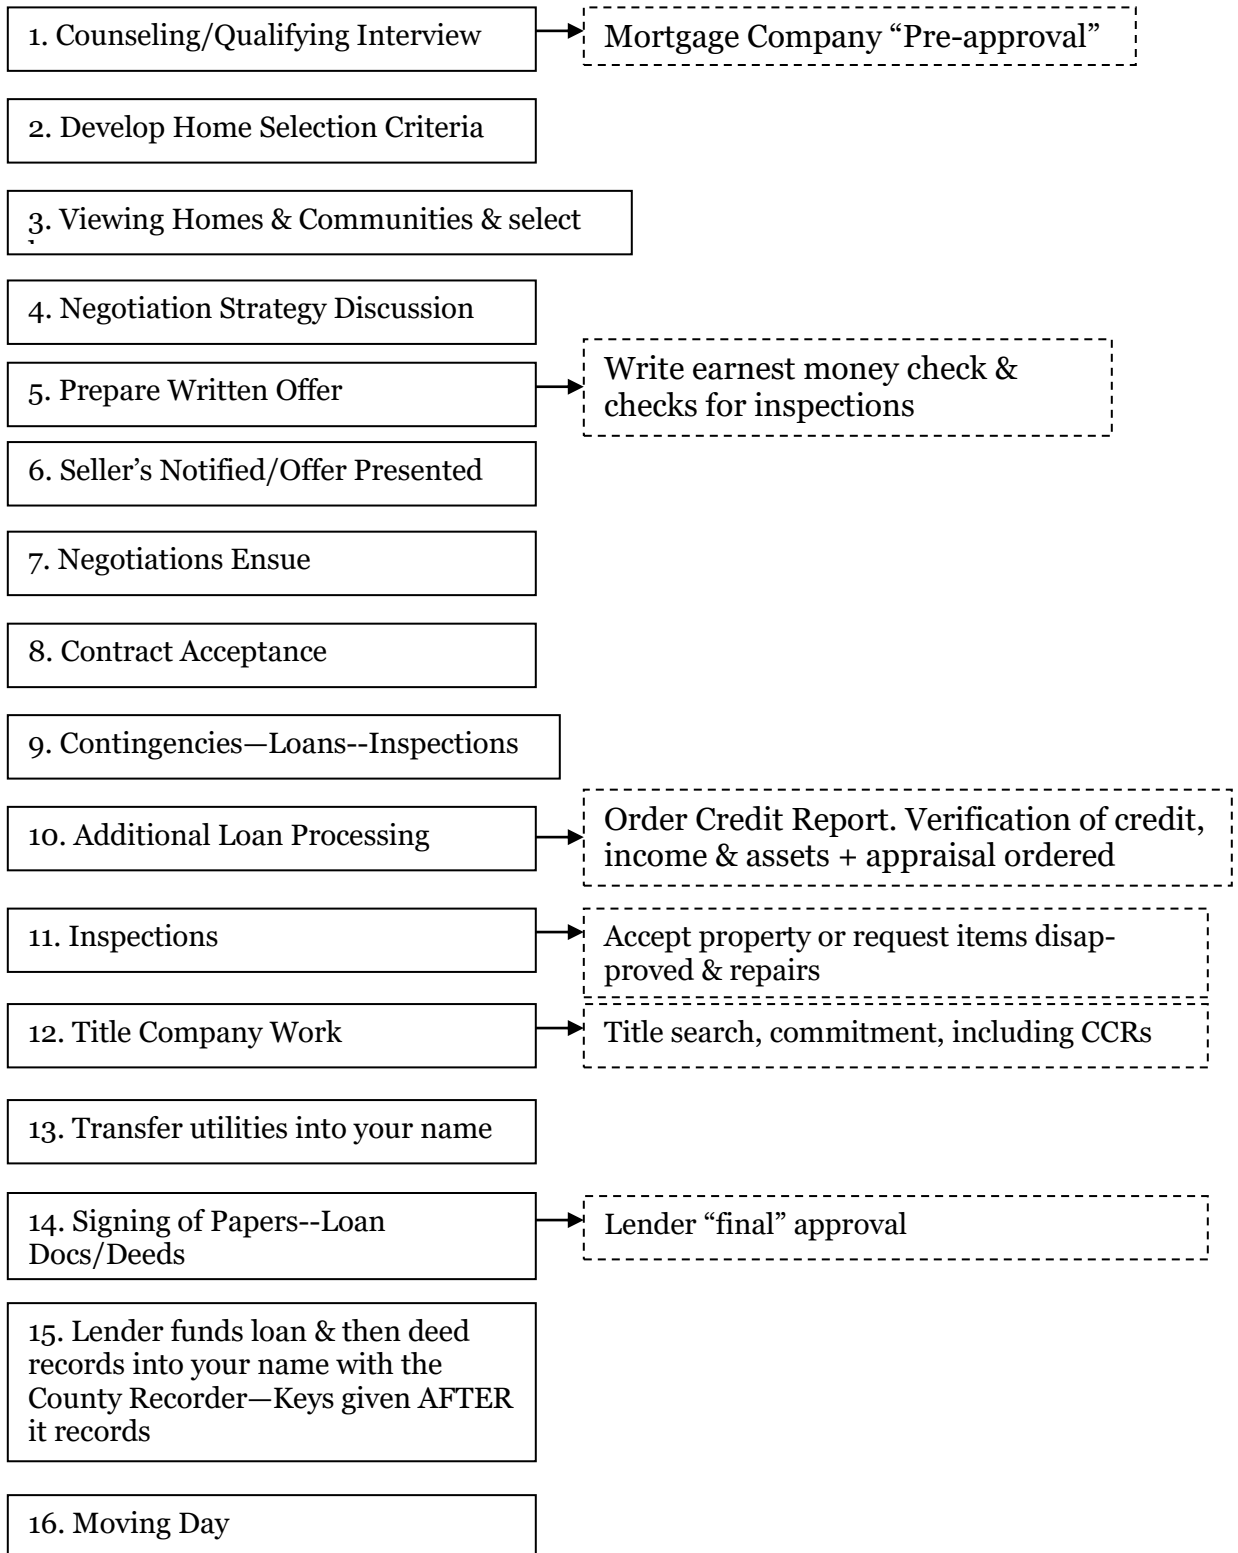 1. Counseling/Qualifying Interview
Mortgage Company “Pre-approval”
2. Develop Home Selection Criteria
3. Viewing Homes & Communities & select
4. Negotiation Strategy Discussion
5. Prepare Written Offer
Write earnest money check &
checks for inspections
6. Seller’s Notified/Offer Presented
7. Negotiations Ensue
8. Contract Acceptance
9. Contingencies—Loans--Inspections
10. Additional Loan Processing
Order Credit Report. Verification of credit,
income & assets + appraisal ordered
11. Inspections
Accept property or request items disap-
proved & repairs
12. Title Company Work
Title search, commitment, including CCRs
13. Transfer utilities into your name
14. Signing of Papers--Loan
Docs/Deeds
Lender “final” approval
15. Lender funds loan & then deed
records into your name with the
County Recorder—Keys given AFTER
it records
16. Moving Day